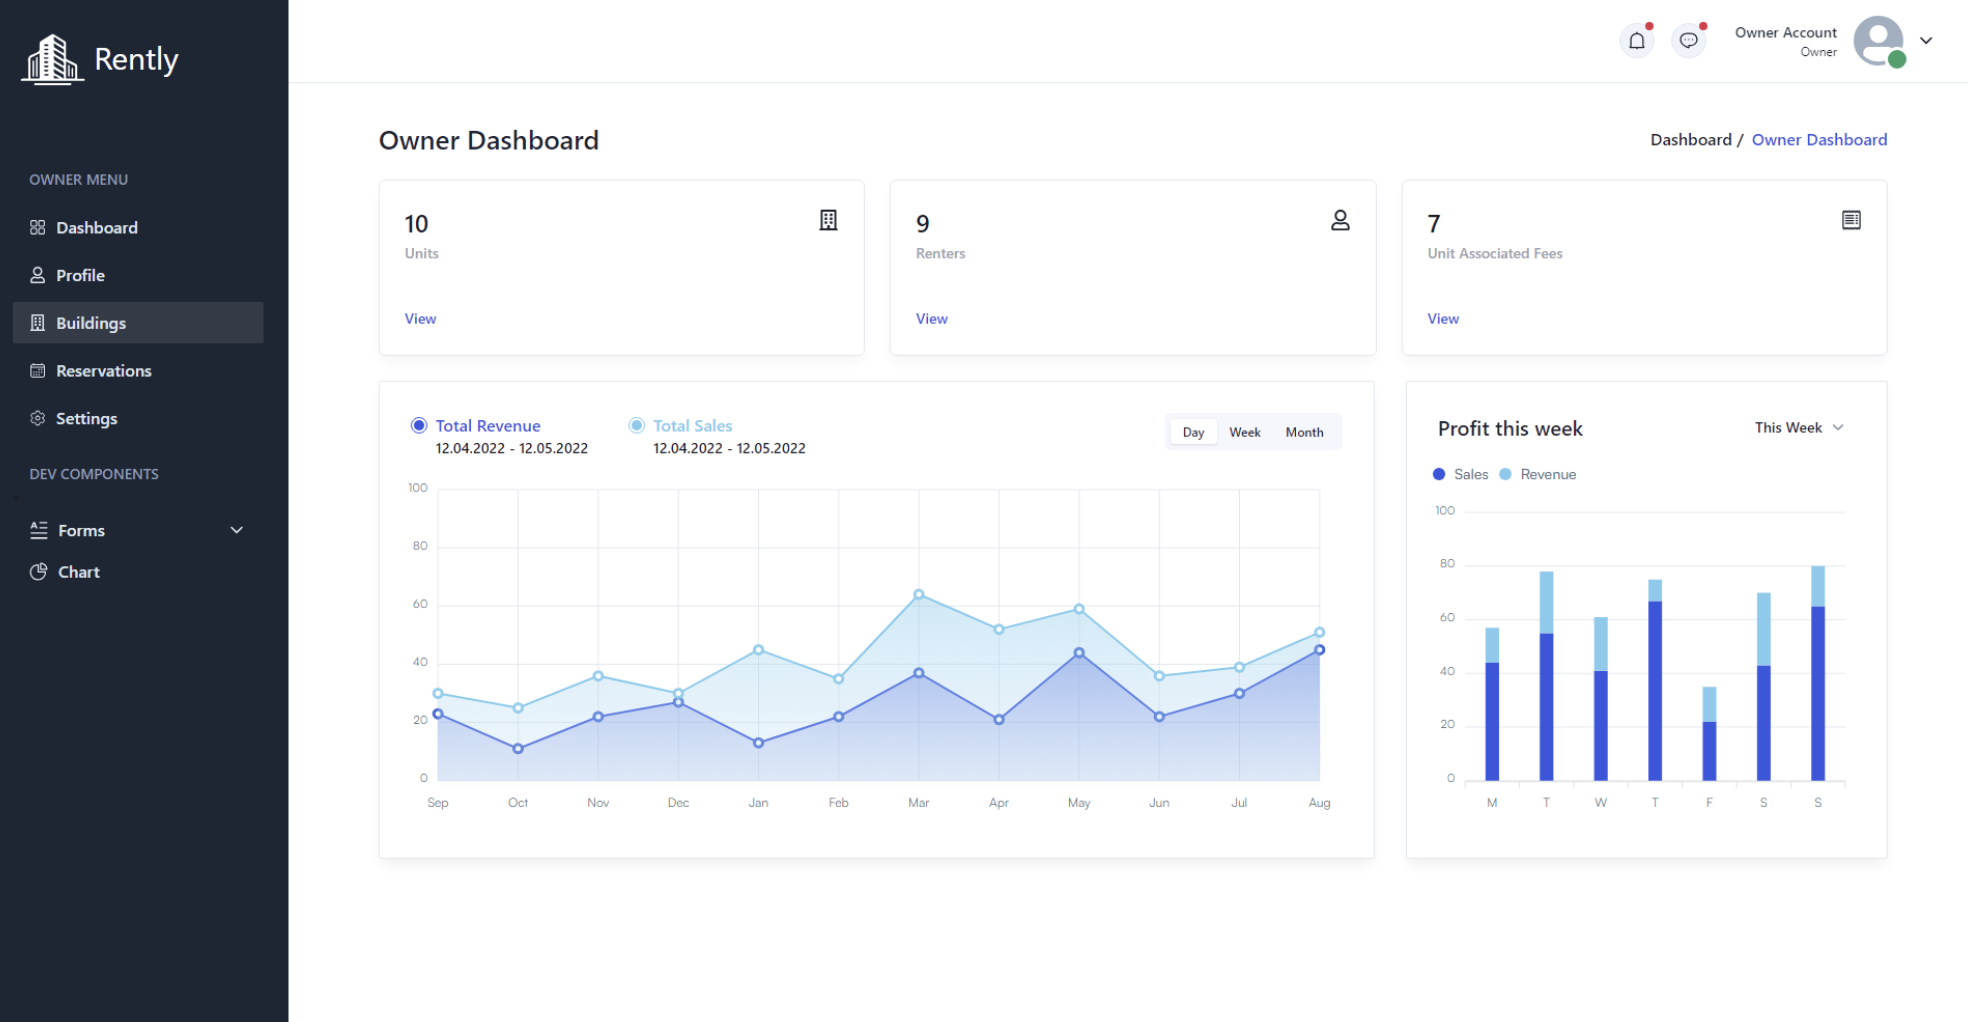 Rently
Owner Account
Owner
OWNER MENU
Dashboard
Profile
Buildings
Reservations
Settings
DEV COMPONENTS
Forms
Chart
Owner Dashboard
Dashboard / Owner Dashboard
10
Units
View
9
Renters
View
7
Unit Associated Fees
View
Total Revenue
12.04.2022 - 12.05.2022
Total Sales
12.04.2022 - 12.05.2022
Day Week Month
100
80
60
40
20
0
Sep Oct Nov Dec Jan Feb Mar Apr May Jun Jul Aug
Profit this week
This Week
Sales Revenue
100
80
60
40
20
0
M T W T F S S